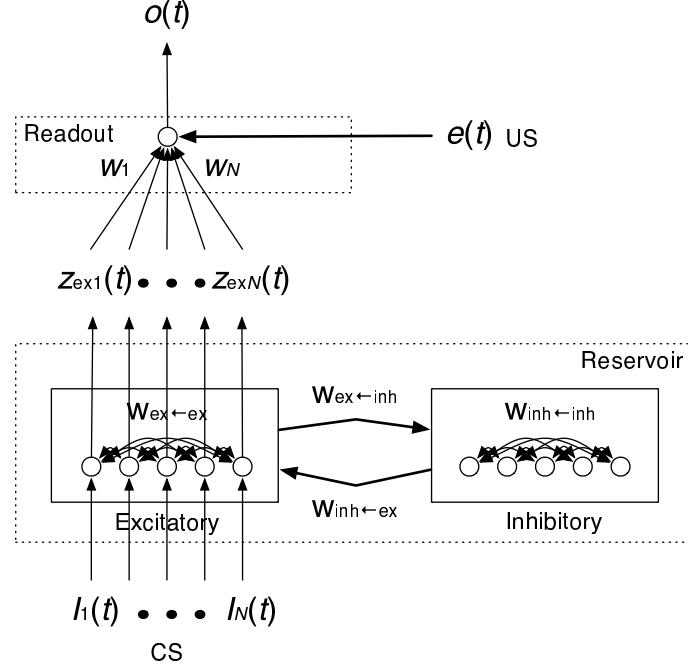 o(t)
Readout
e(t) US
w1 wN
zex1(t) • • • zexN(t)
Reservoir
wex←ex
wex←inh
winh←inh
winh←ex
Excitatory
Inhibitory
I1(t) • • • IN(t)
CS